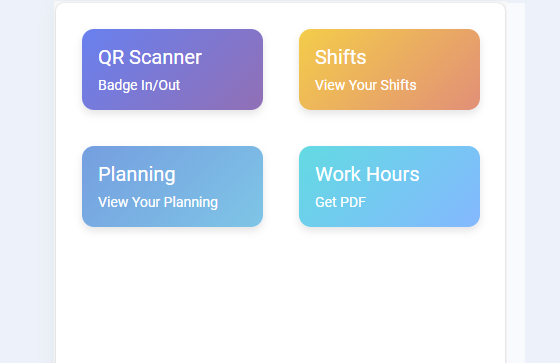 QR Scanner
Badge In/Out
Shifts
View Your Shifts
Planning
View Your Planning
Work Hours
Get PDF